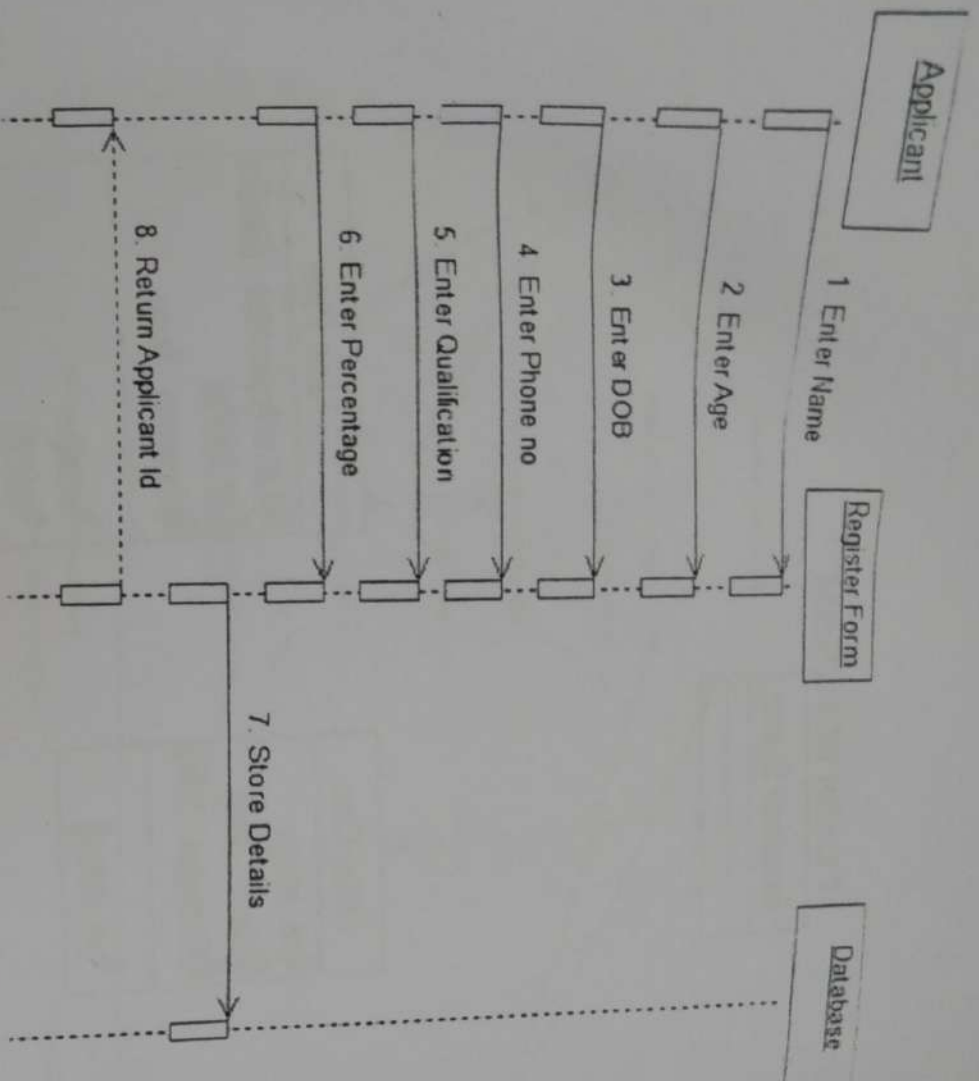 Applicant
Register Form
Database
1 Enter Name
2 Enter Age
3. Enter DOB
4 Enter Phone no
5. Enter Qualification
6. Enter Percentage
7. Store Details
8. Return Applicant Id